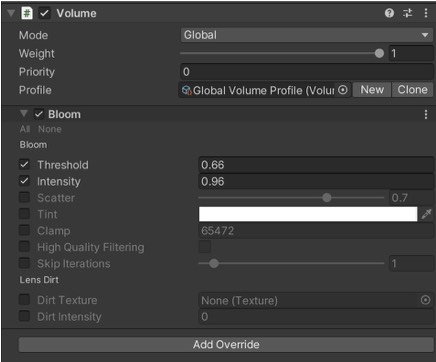 Volume
Mode Global
Weight 1
Priority 0
Profile Global Volume Profile (Volu New Clone
Bloom
All None
Bloom
Threshold 0.66
Intensity 0.96
Scatter 0.7
Tint
Clamp 65472
High Quality Filtering
Skip Iterations 1
Lens Dirt
Dirt Texture None (Texture)
Dirt Intensity 0
Add Override